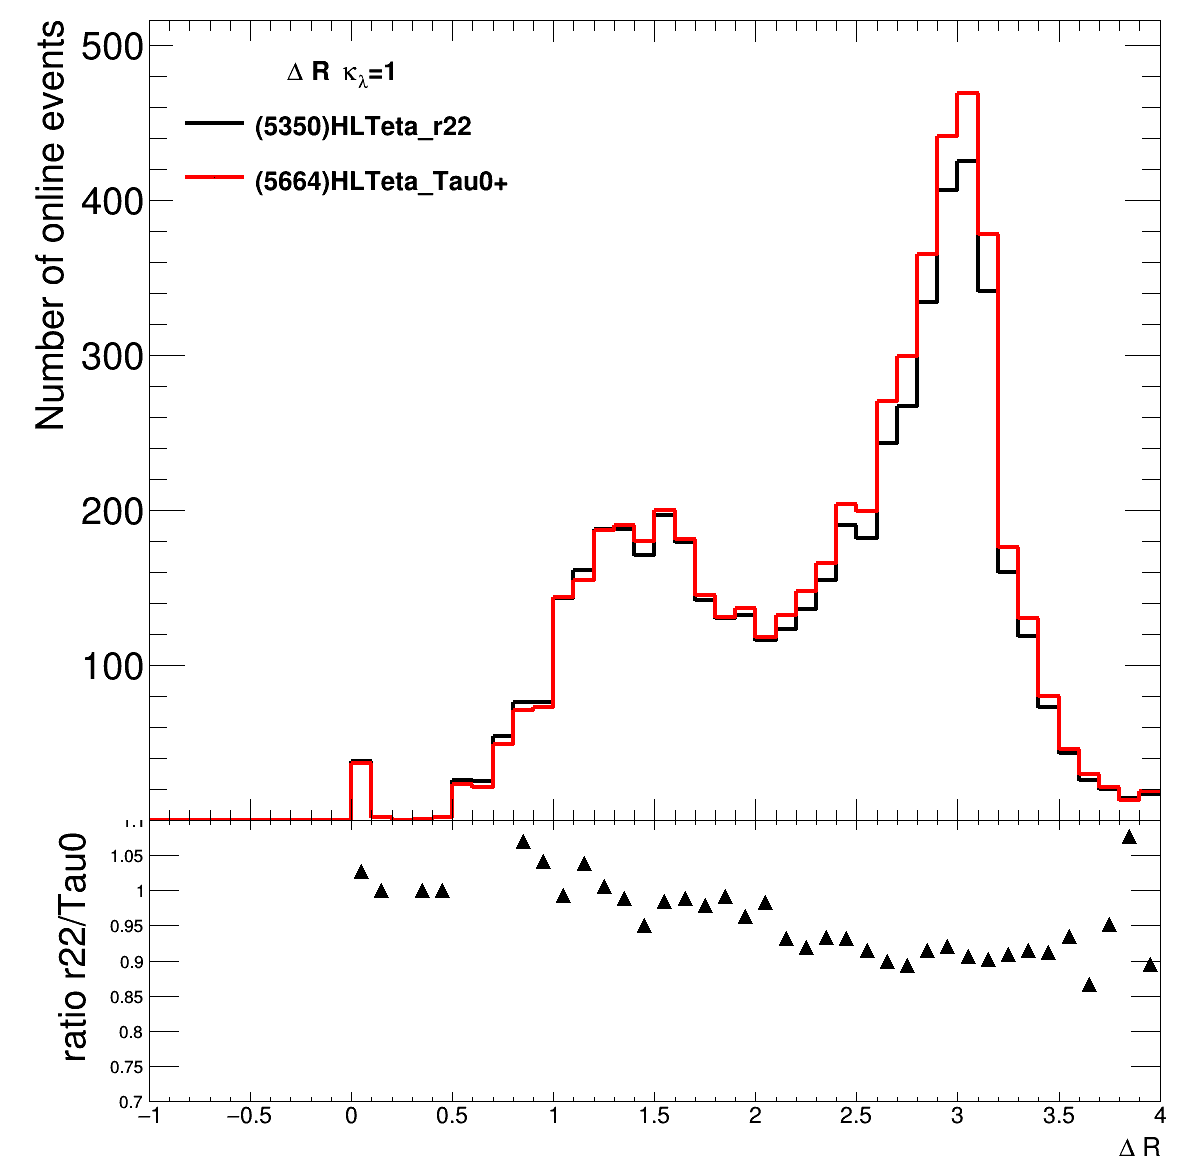 Number of online events
500
400
300
200
100
Δ R κλ=1
(5350)HLTeta_r22
(5664)HLTeta_Tau0+
ratio r22/Tau0
1.1
1.05
1
0.95
0.9
0.85
0.8
0.75
0.7
−1 −0.5 0 0.5 1 1.5 2 2.5 3 3.5 4
Δ R